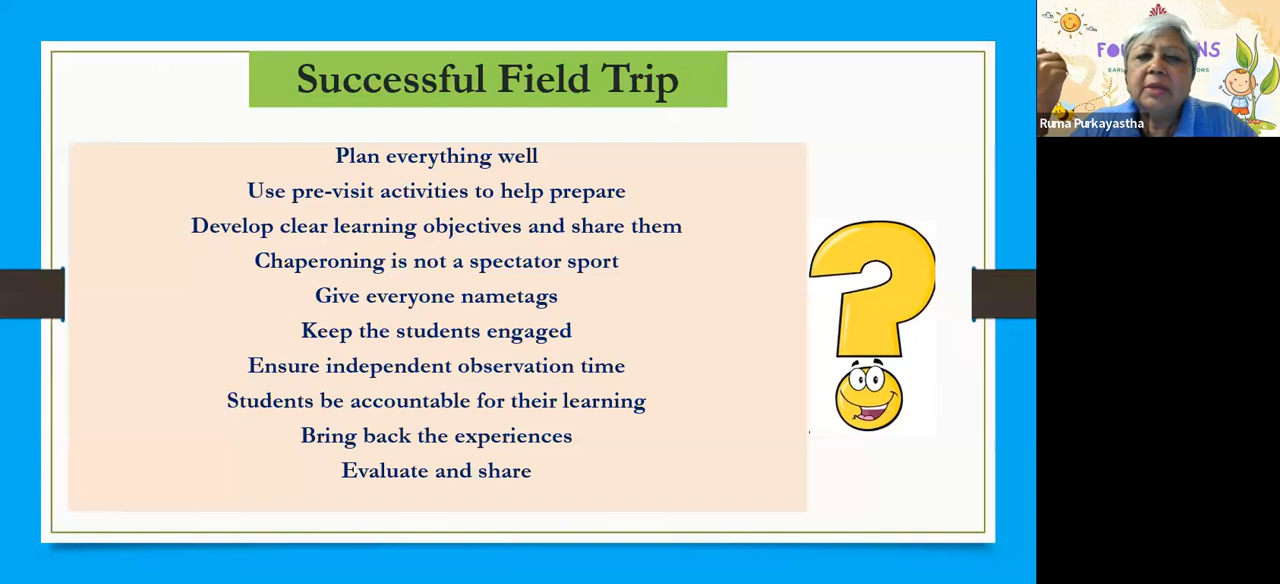 Successful Field Trip
Plan everything well
Use pre-visit activities to help prepare
Develop clear learning objectives and share them
Chaperoning is not a spectator sport
Give everyone nametags
Keep the students engaged
Ensure independent observation time
Students be accountable for their learning
Bring back the experiences
Evaluate and share
Ruma Purkayastha